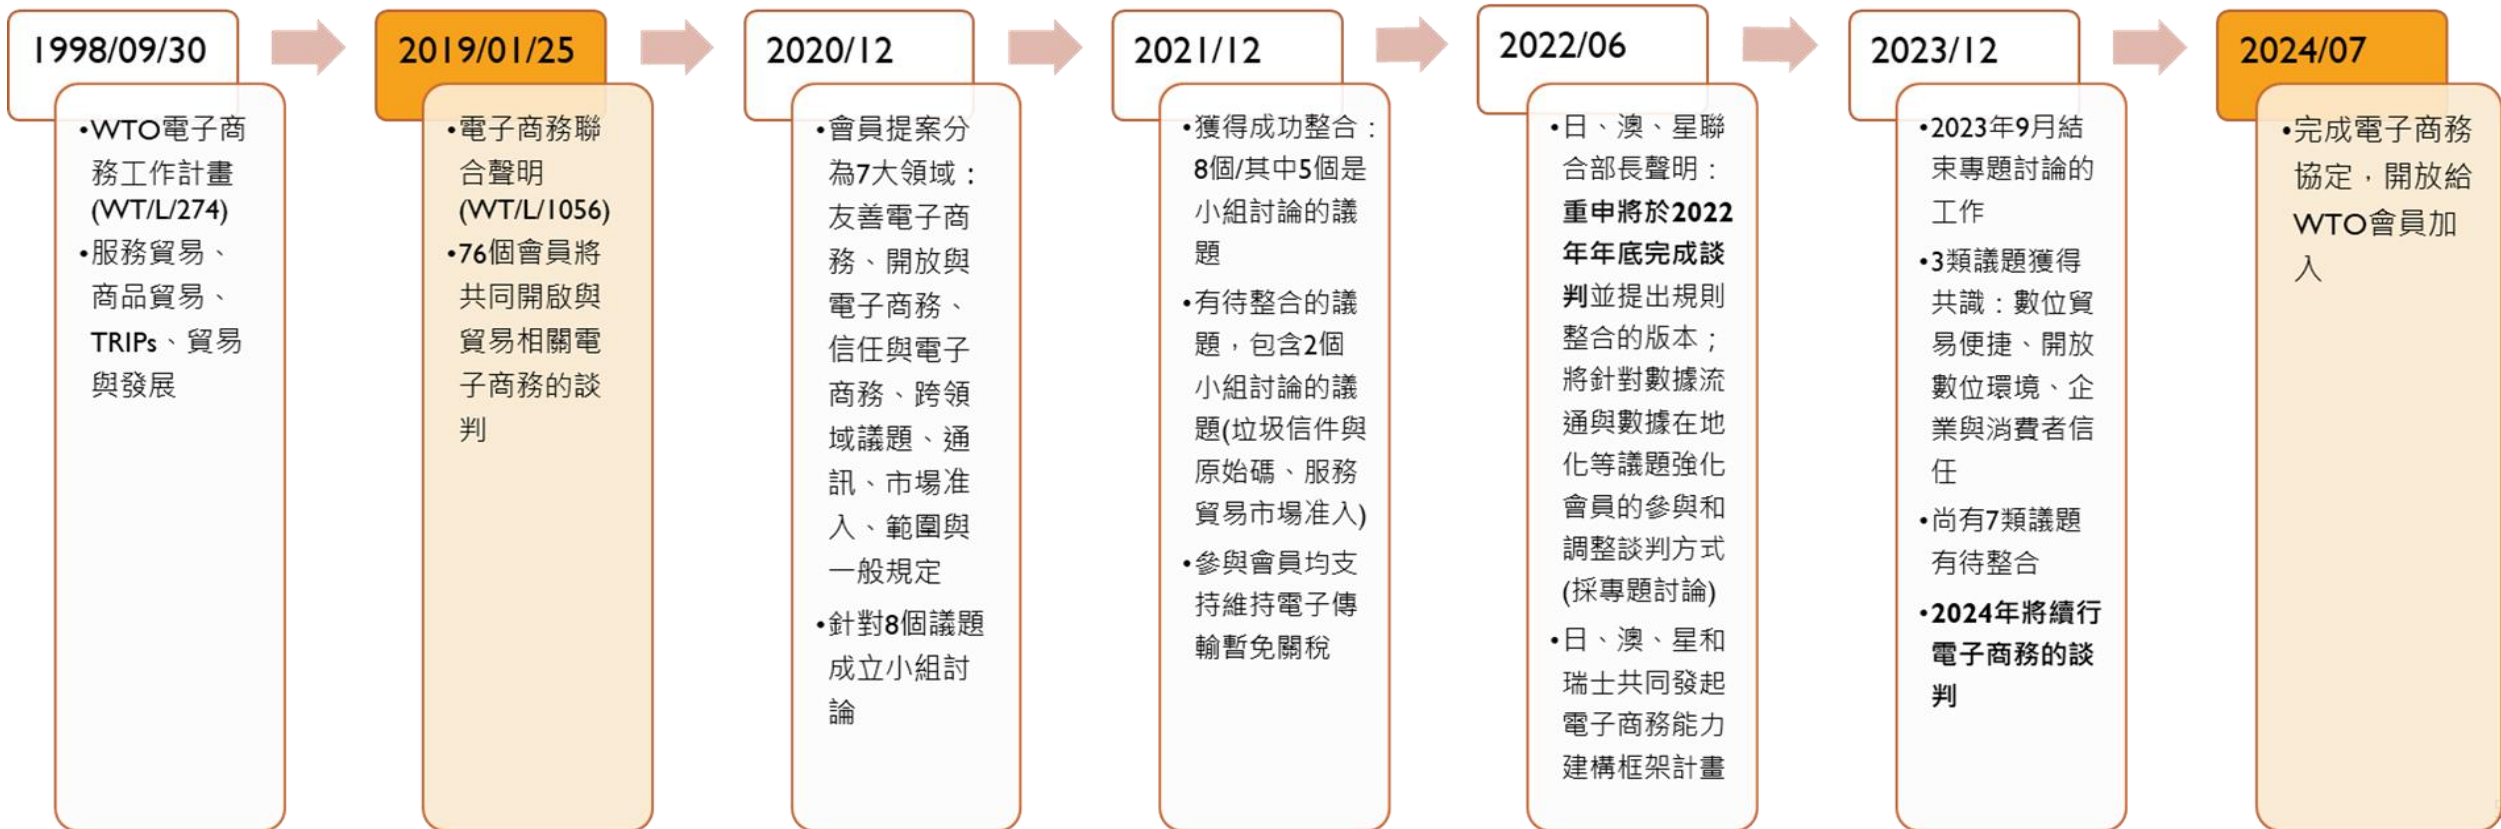 1998/09/30
•WTO電子商
務工作計畫
(WT/L/274)
•服務貿易、
商品貿易、
TRIPs、貿易
與發展
2019/01/25
•電子商務聯
合聲明
(WT/L/1056)
•76個會員將
共同開啟與
貿易相關電
子商務的談
判
2020/12
•會員提案分
為7大領域：
友善電子商
務、開放與
電子商務、
信任與電子
商務、跨領
域議題、通
訊、市場准
入、範圍與
一般規定
•針對8個議題
成立小組討
論
2021/12
•獲得成功整合：
8個/其中5個是
小組討論的議
題
•有待整合的議
題，包含2個
小組討論的議
題(垃圾信件與
原始碼、服務
貿易市場准入)
•參與會員均支
持維持電子傳
輸暫免關稅
2022/06
•日、澳、星聯
合部長聲明：
重申將於2022
年年底完成談
判並提出規則
整合的版本；
將針對數據流
通與數據在地
化等議題強化
會員的參與和
調整談判方式
(採專題討論)
•日、澳、星和
瑞士共同發起
電子商務能力
建構框架計畫
2023/12
•2023年9月結
束專題討論的
工作
•3類議題獲得
共識：數位貿
易便捷、開放
數位環境、企
業與消費者信
任
•尚有7類議題
有待整合
•2024年將續行
電子商務的談
判
2024/07
•完成電子商務
協定，開放給
WTO會員加
入